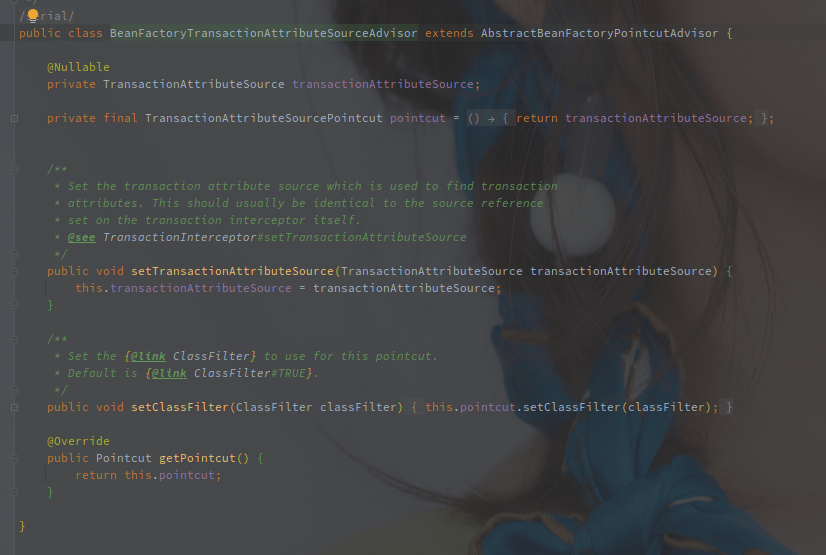 / rial/
public class BeanFactoryTransactionAttributeSourceAdvisor extends AbstractBeanFactoryPointcutAdvisor {
@Nullable
private TransactionAttributeSource transactionAttributeSource;
private final TransactionAttributeSourcePointcut pointcut = () → { return transactionAttributeSource; };
/**
* Set the transaction attribute source which is used to find transaction
* attributes. This should usually be identical to the source reference
* set on the transaction interceptor itself.
* @see TransactionInterceptor#setTransactionAttributeSource
*/
public void setTransactionAttributeSource(TransactionAttributeSource transactionAttributeSource) {
this.transactionAttributeSource = transactionAttributeSource;
}
/**
* Set the {@link ClassFilter} to use for this pointcut.
* Default is {@link ClassFilter#TRUE}.
*/
public void setClassFilter(ClassFilter classFilter) { this.pointcut.setClassFilter(classFilter); }
@Override
public Pointcut getPointcut() {
return this.pointcut;
}
}